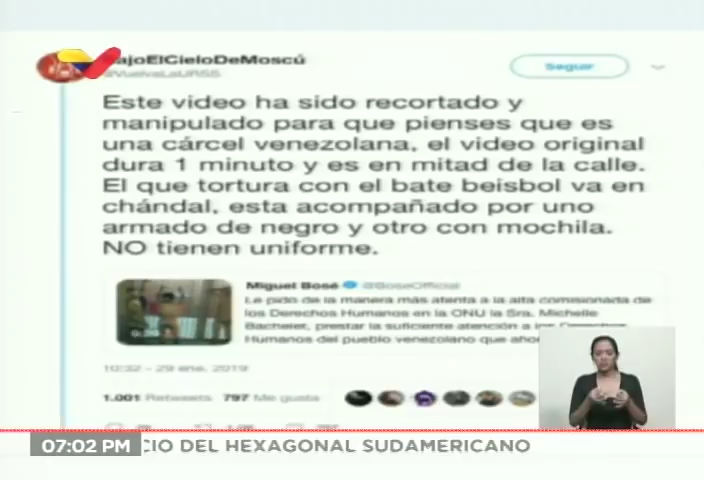 ajoElCieloDeMoscú
@VuelvaLaURSS
Seguir
Este video ha sido recortado y
manipulado para que pienses que es
una cárcel venezolana, el video original
dura 1 minuto y es en mitad de la calle.
El que tortura con el bate beisbol va en
chándal, esta acompañado por uno
armado de negro y otro con mochila.
NO tienen uniforme.
Miguel Bosé @BoseOfficial
Le pido de la manera más atenta a la alta comisionada de
los Derechos Humanos en la ONU la Sra. Michelle
Bachelet, prestar la suficiente atención a los Derechos
Humanos del pueblo venezolano que
10:32 - 29 ene. 2019
1.001 Retweets 797 Me gusta
07:02 PM CIO DEL HEXAGONAL SUDAMERICANO